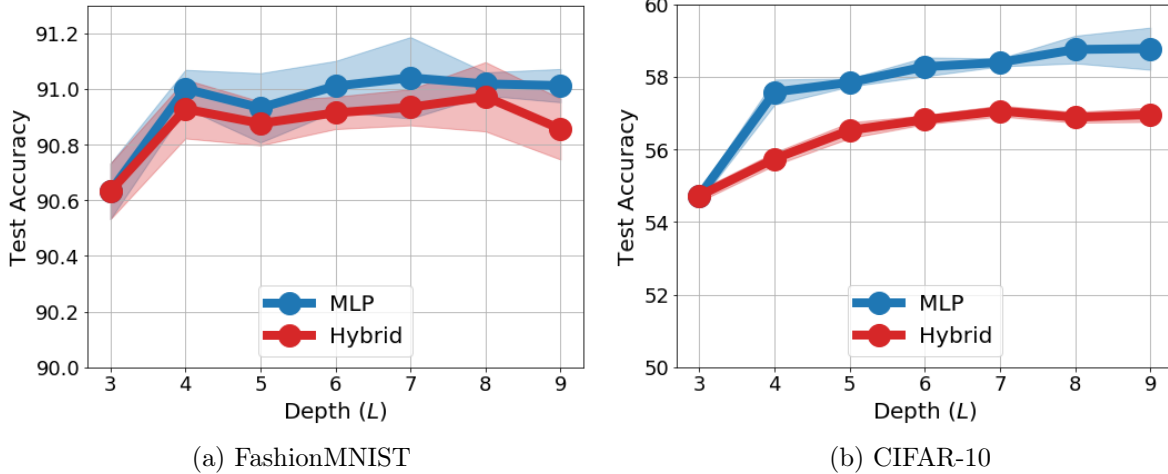 Test Accuracy
91.2
91.0
90.8
90.6
90.4
90.2
90.0
3 4 5 6 7 8 9
Depth (L)
MLP
Hybrid
(a) FashionMNIST
Test Accuracy
60
58
56
54
52
50
3 4 5 6 7 8 9
Depth (L)
MLP
Hybrid
(b) CIFAR-10